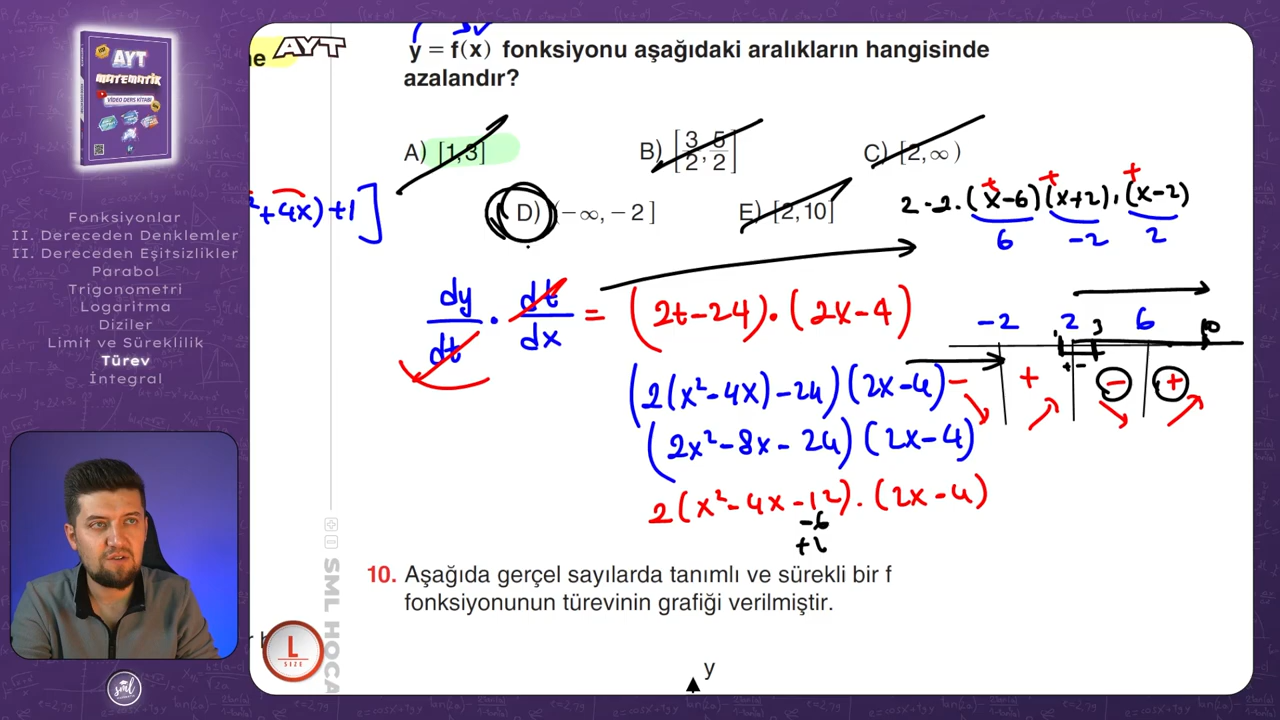 AYT
MATEMATİK
VİDEO DERS KİTABI
Fonksiyonlar
II. Dereceden Denklemler
II. Dereceden Eşitsizlikler
Parabol
Trigonometri
Logaritma
Diziler
Limit ve Süreklilik
Türev
İntegral
sml
ne AYT
y = f(x) fonksiyonu aşağıdaki aralıkların hangisinde
azalandır?
A) [1,3] B) [3/2, 5/2] C) [2,∞)
D) (−∞,−2] E) [2,10]
²+4x)+1]
2·2·(x−6)(x+2)·(x−2)
+ + +
6 −2 2
dy/dt · dt/dx = (2t−24)·(2x−4)
(2(x²−4x)−24)(2x−4)
(2x²−8x−24)(2x−4)
2(x²−4x−12)·(2x−4)
−6
+2
−2 2 6
1 3 10
+ −
− + − +
10. Aşağıda gerçel sayılarda tanımlı ve sürekli bir f
fonksiyonunun türevinin grafiği verilmiştir.
y
L
SIZE
SML HOCA